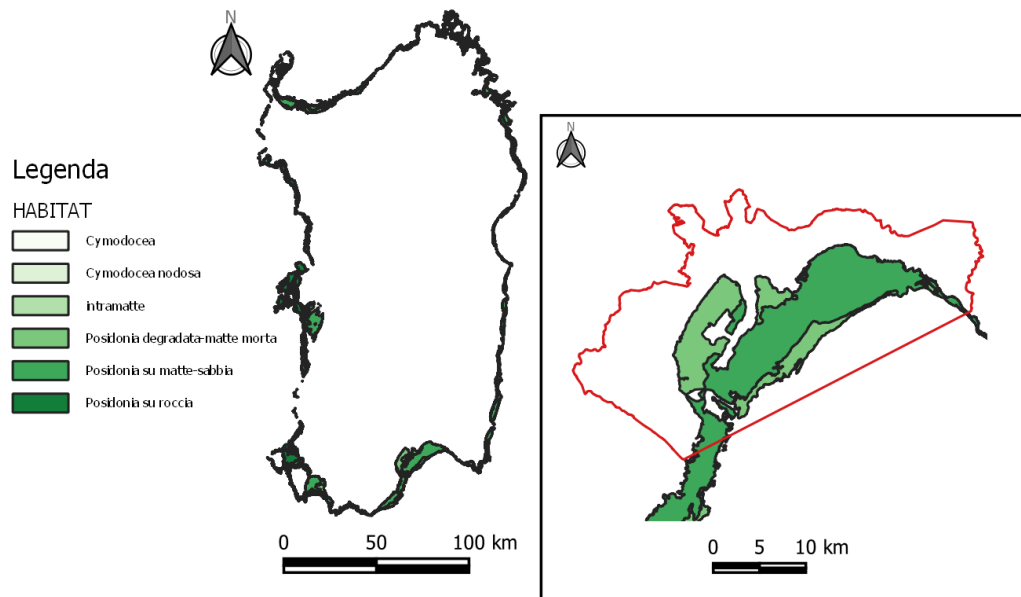 N
Legenda
HABITAT
Cymodocea
Cymodocea nodosa
intramatte
Posidonia degradata-matte morta
Posidonia su matte-sabbia
Posidonia su roccia
0 50 100 km
N
0 5 10 km